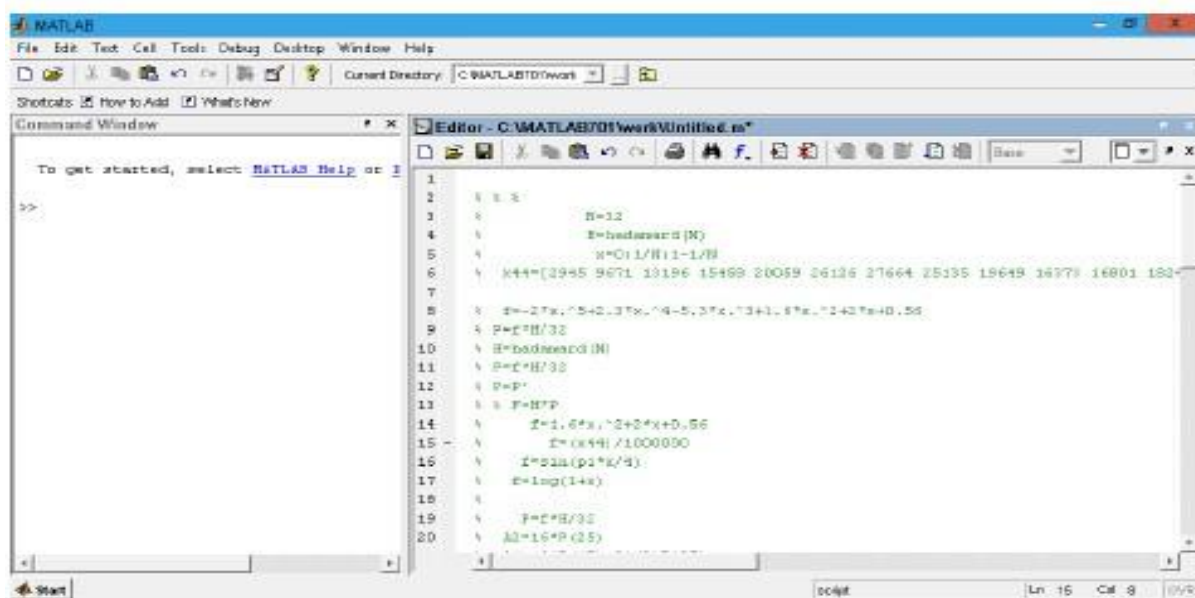 MATLAB
File Edit Text Cell Tools Debug Desktop Window Help
Current Directory: C:\MATLAB701\work
Shortcuts How to Add What's New
Command Window
To get started, select MATLAB Help or
>>
Editor - C:\MATLAB701\work\Untitled.m*
Base
1
2 % % %
3 % N=32
4 % H=hadamard(N)
5 % x=0:1/N:1-1/N
6 % x44=[2945 9671 13196 15459 20059 26126 27664 25135 19649 16373 16801
7
8 % f=-2*x.^5+2.3*x.^4-5.3*x.^3+1.6*x.^2+2*x+0.56
9 % P=f*H/32
10 % H=hadamard(N)
11 % P=f*H/32
12 % P=P'
13 % % F=H*P
14 % f=1.6*x.^2+2*x+0.56
15 - % f=(x44)/1000000
16 % f=sin(pi*x/4)
17 % f=log(1+x)
18 %
19 % P=f*H/32
20 % A2=16*P(25)
Start
script
Ln 15 Col 9
OVR